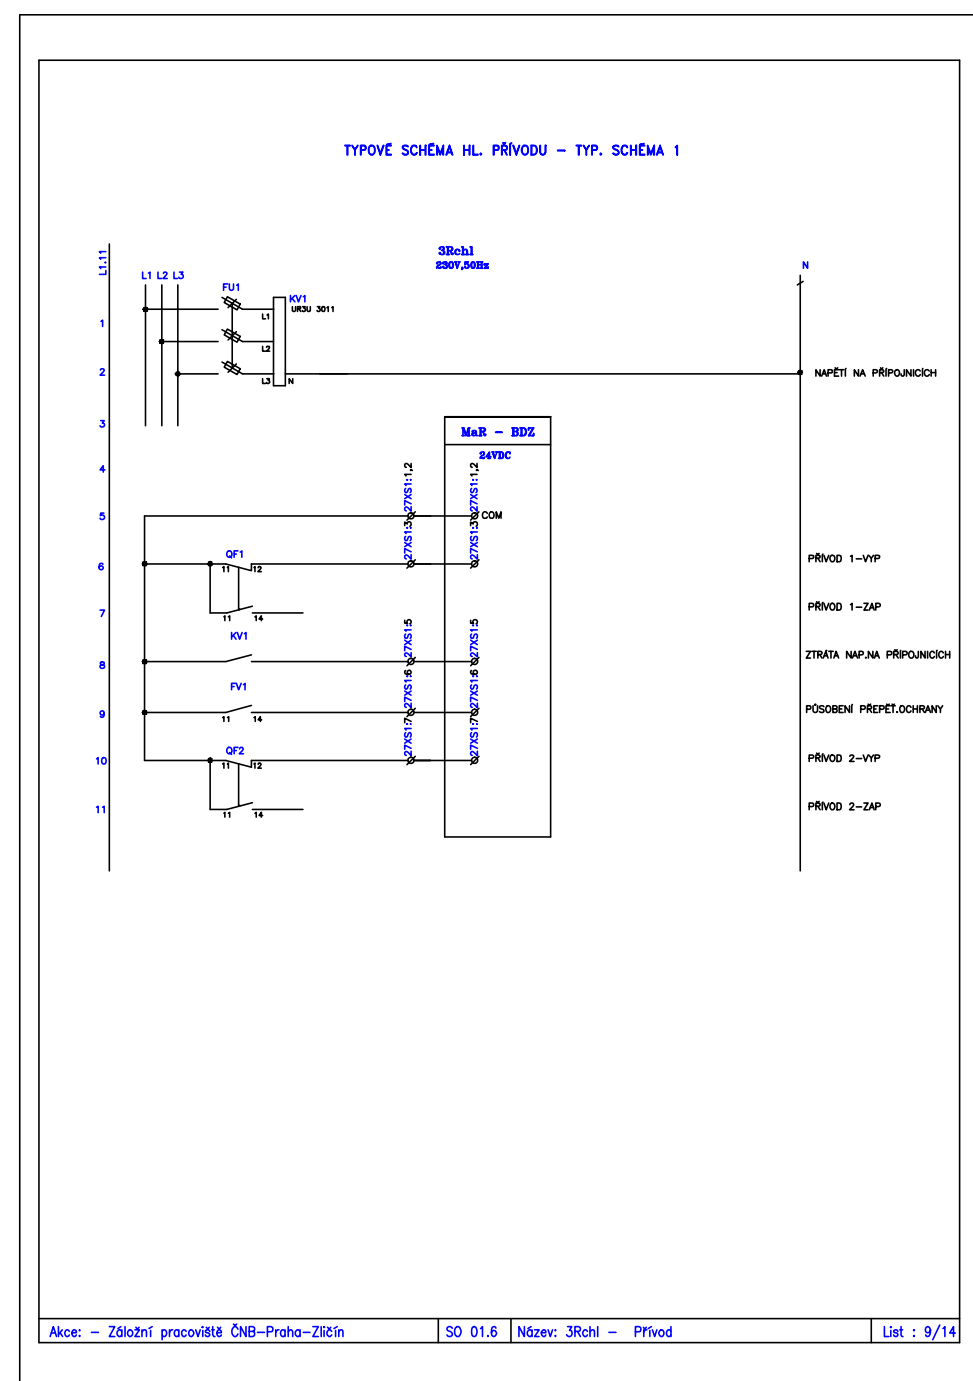 TYPOVÉ SCHÉMA HL. PŘÍVODU – TYP. SCHÉMA 1
L1.11
3Rchl
230V,50Hz
N
L1 L2 L3
FU1
KV1
UR3U 3011
L1
1
L2
2
L3
N
NAPĚTÍ NA PŘÍPOJNICÍCH
3
MaR – BDZ
24VDC
4
27XS1:1,2
27XS1:1,2
5
COM
27XS1:3
27XS1:3
QF1
6
11
12
PŘÍVOD 1–VYP
7
11
14
PŘÍVOD 1–ZAP
KV1
27XS1:5
27XS1:5
8
ZTRÁTA NAP.NA PŘÍPOJNICÍCH
FV1
27XS1:6
27XS1:6
9
11
14
PŮSOBENÍ PŘEPĚŤ.OCHRANY
QF2
27XS1:7
27XS1:7
10
11
12
PŘÍVOD 2–VYP
11
11
14
PŘÍVOD 2–ZAP
Akce: – Záložní pracoviště ČNB–Praha–Zličín
SO 01.6
Název: 3Rchl – Přívod
List : 9/14